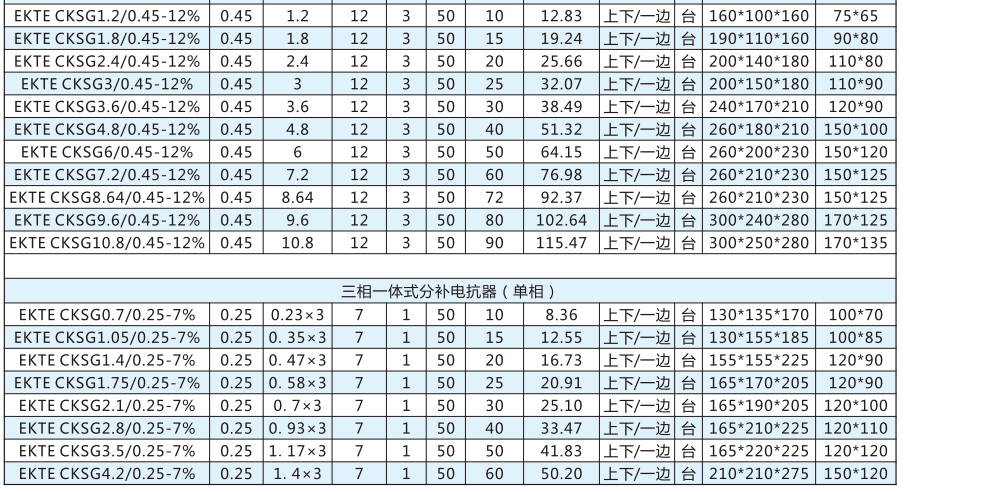 EKTE CKSG1.2/0.45-12% 0.45 1.2 12 3 50 10 12.83 上下/一边 台 160*100*160 75*65
EKTE CKSG1.8/0.45-12% 0.45 1.8 12 3 50 15 19.24 上下/一边 台 190*110*160 90*80
EKTE CKSG2.4/0.45-12% 0.45 2.4 12 3 50 20 25.66 上下/一边 台 200*140*180 110*80
EKTE CKSG3/0.45-12% 0.45 3 12 3 50 25 32.07 上下/一边 台 200*150*180 110*90
EKTE CKSG3.6/0.45-12% 0.45 3.6 12 3 50 30 38.49 上下/一边 台 240*170*210 120*90
EKTE CKSG4.8/0.45-12% 0.45 4.8 12 3 50 40 51.32 上下/一边 台 260*180*210 150*100
EKTE CKSG6/0.45-12% 0.45 6 12 3 50 50 64.15 上下/一边 台 260*200*230 150*120
EKTE CKSG7.2/0.45-12% 0.45 7.2 12 3 50 60 76.98 上下/一边 台 260*210*230 150*125
EKTE CKSG8.64/0.45-12% 0.45 8.64 12 3 50 72 92.37 上下/一边 台 260*210*230 150*125
EKTE CKSG9.6/0.45-12% 0.45 9.6 12 3 50 80 102.64 上下/一边 台 300*240*280 170*125
EKTE CKSG10.8/0.45-12% 0.45 10.8 12 3 50 90 115.47 上下/一边 台 300*250*280 170*135
三相一体式分补电抗器（单相）
EKTE CKSG0.7/0.25-7% 0.25 0.23×3 7 1 50 10 8.36 上下/一边 台 130*135*170 100*70
EKTE CKSG1.05/0.25-7% 0.25 0.35×3 7 1 50 15 12.55 上下/一边 台 130*155*185 100*85
EKTE CKSG1.4/0.25-7% 0.25 0.47×3 7 1 50 20 16.73 上下/一边 台 155*155*225 120*90
EKTE CKSG1.75/0.25-7% 0.25 0.58×3 7 1 50 25 20.91 上下/一边 台 165*170*205 120*90
EKTE CKSG2.1/0.25-7% 0.25 0.7×3 7 1 50 30 25.10 上下/一边 台 165*190*205 120*100
EKTE CKSG2.8/0.25-7% 0.25 0.93×3 7 1 50 40 33.47 上下/一边 台 165*210*225 120*110
EKTE CKSG3.5/0.25-7% 0.25 1.17×3 7 1 50 50 41.83 上下/一边 台 165*220*225 120*120
EKTE CKSG4.2/0.25-7% 0.25 1.4×3 7 1 50 60 50.20 上下/一边 台 210*210*275 150*120